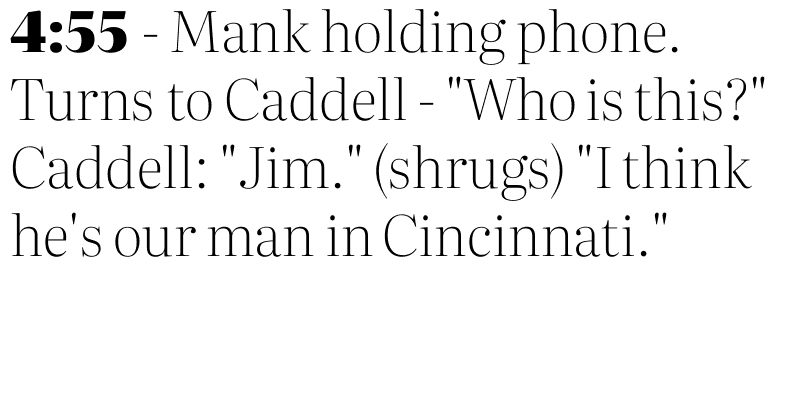 4:55 - Mank holding phone.
Turns to Caddell - "Who is this?"
Caddell: "Jim." (shrugs) "I think
he's our man in Cincinnati."